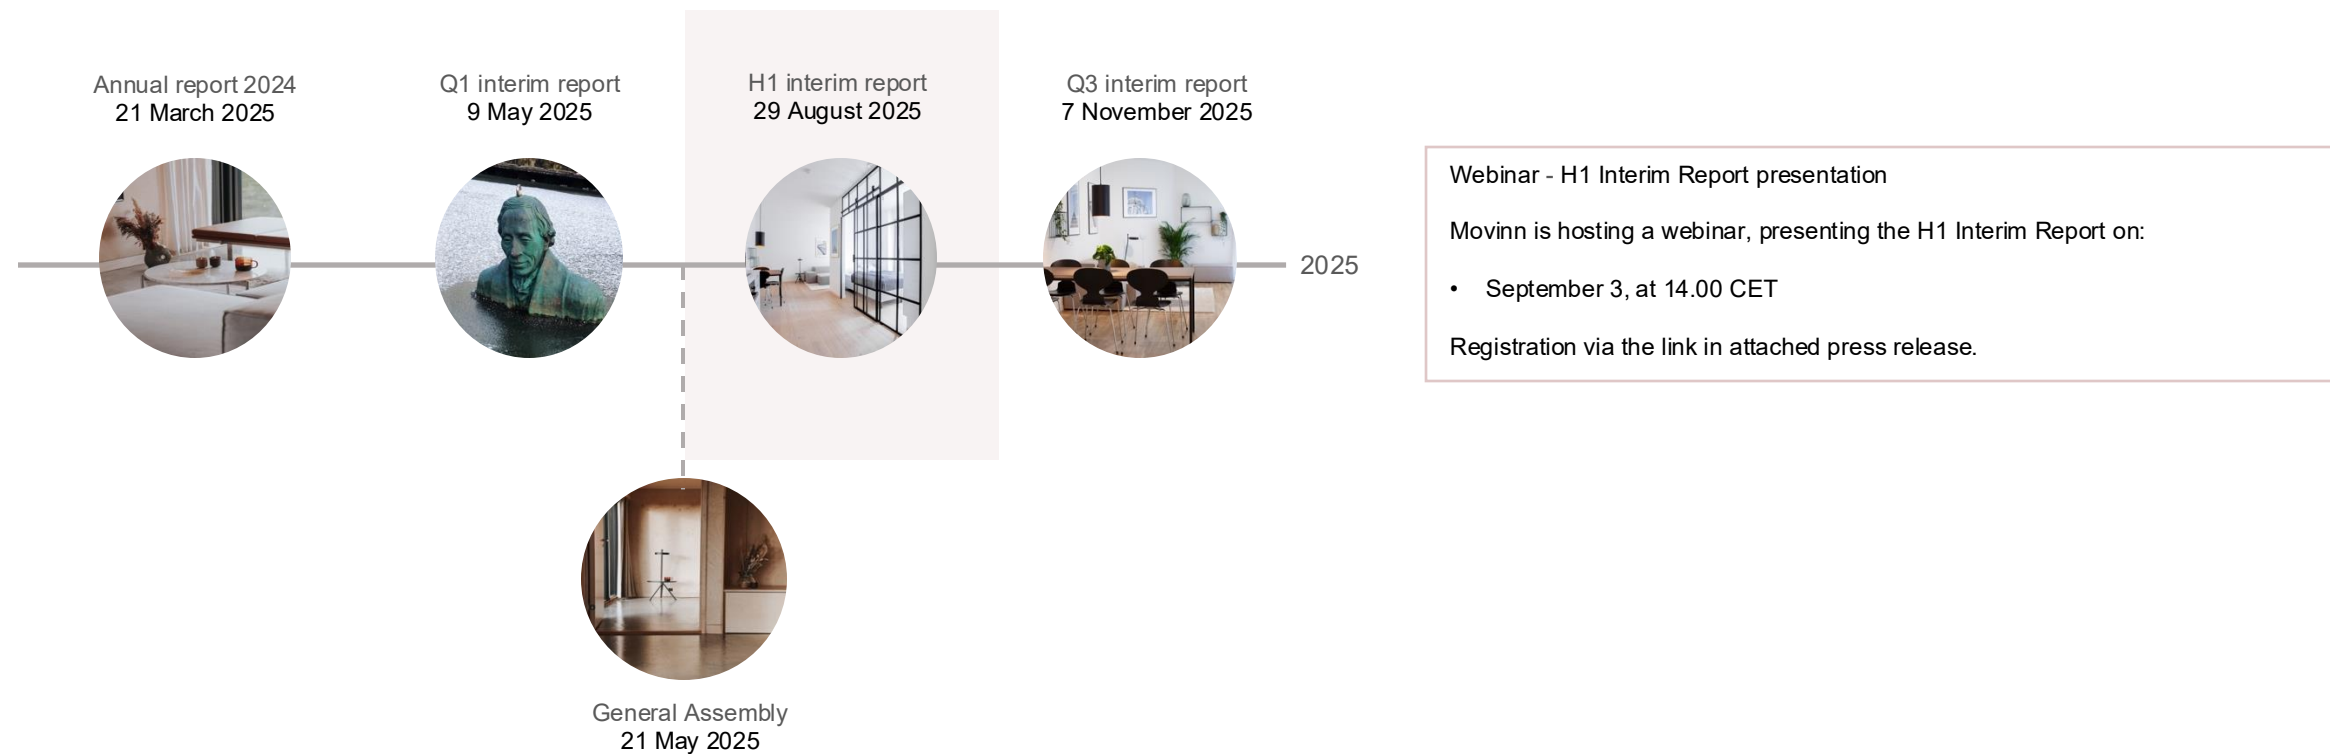 Annual report 2024
21 March 2025
Q1 interim report
9 May 2025
H1 interim report
29 August 2025
Q3 interim report
7 November 2025
2025
General Assembly
21 May 2025
Webinar - H1 Interim Report presentation
Movinn is hosting a webinar, presenting the H1 Interim Report on:
• September 3, at 14.00 CET
Registration via the link in attached press release.